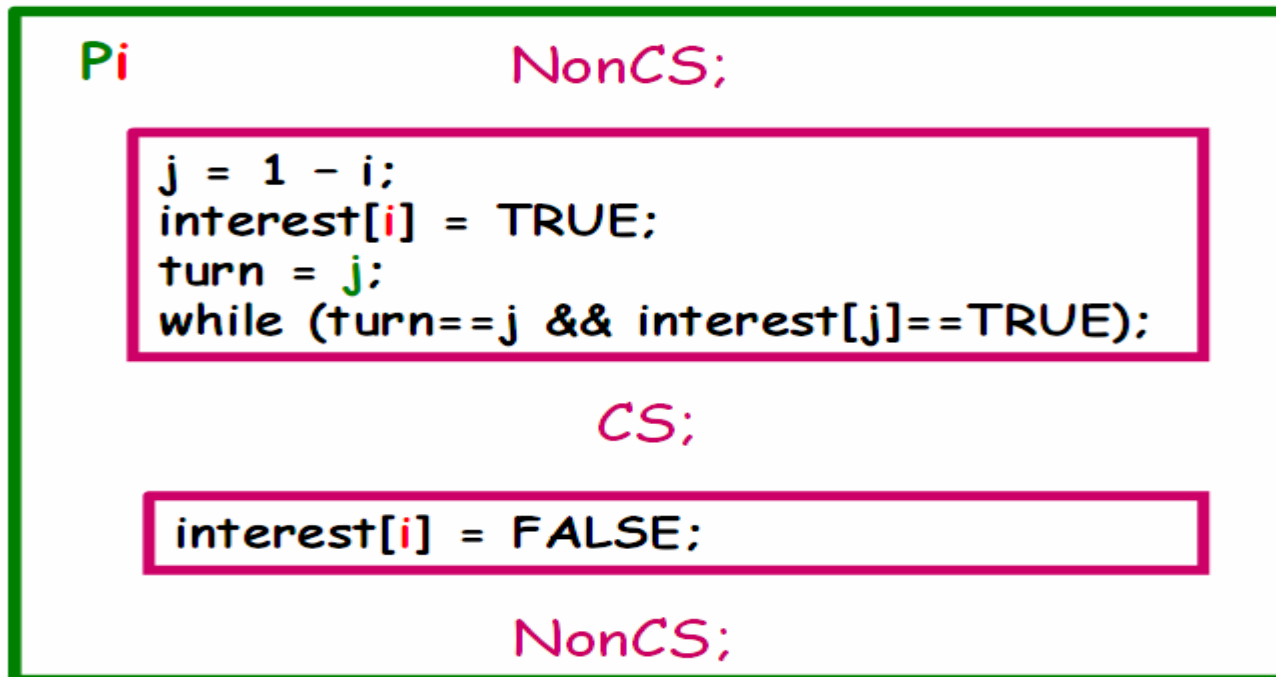 Pi NonCS;
j = 1 - i;
interest[i] = TRUE;
turn = j;
while (turn==j && interest[j]==TRUE);
CS;
interest[i] = FALSE;
NonCS;